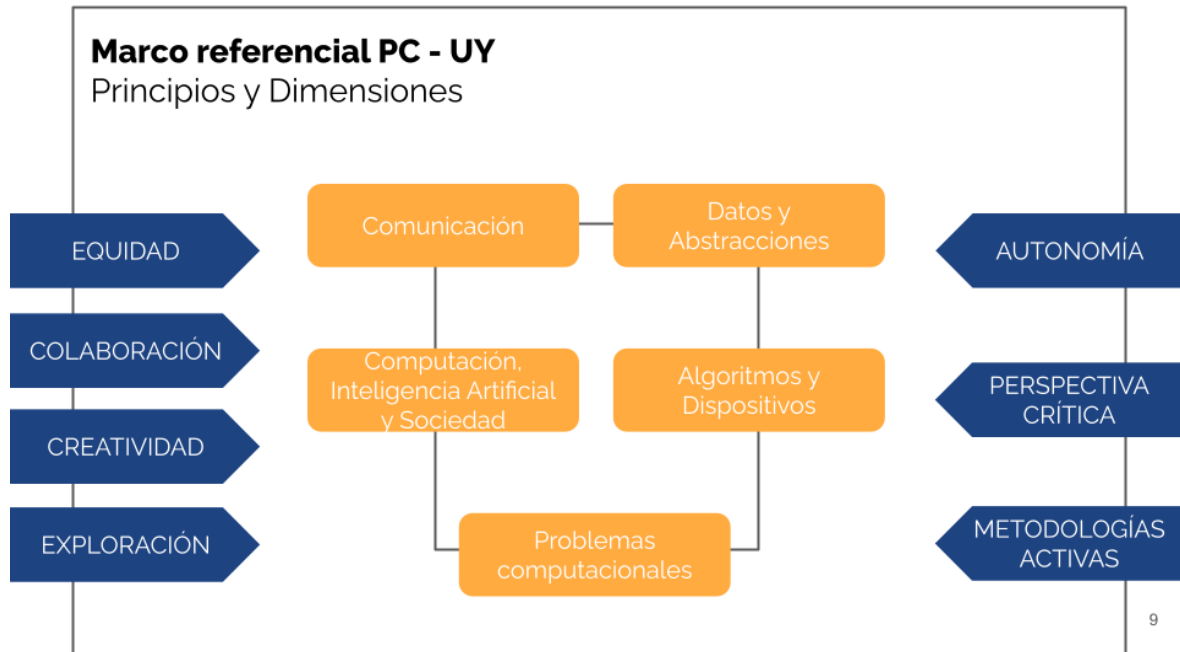 Marco referencial PC - UY
Principios y Dimensiones
EQUIDAD
COLABORACIÓN
CREATIVIDAD
EXPLORACIÓN
Comunicación
Datos y
Abstracciones
Computación,
Inteligencia Artificial
y Sociedad
Algoritmos y
Dispositivos
Problemas
computacionales
AUTONOMÍA
PERSPECTIVA
CRÍTICA
METODOLOGÍAS
ACTIVAS
9